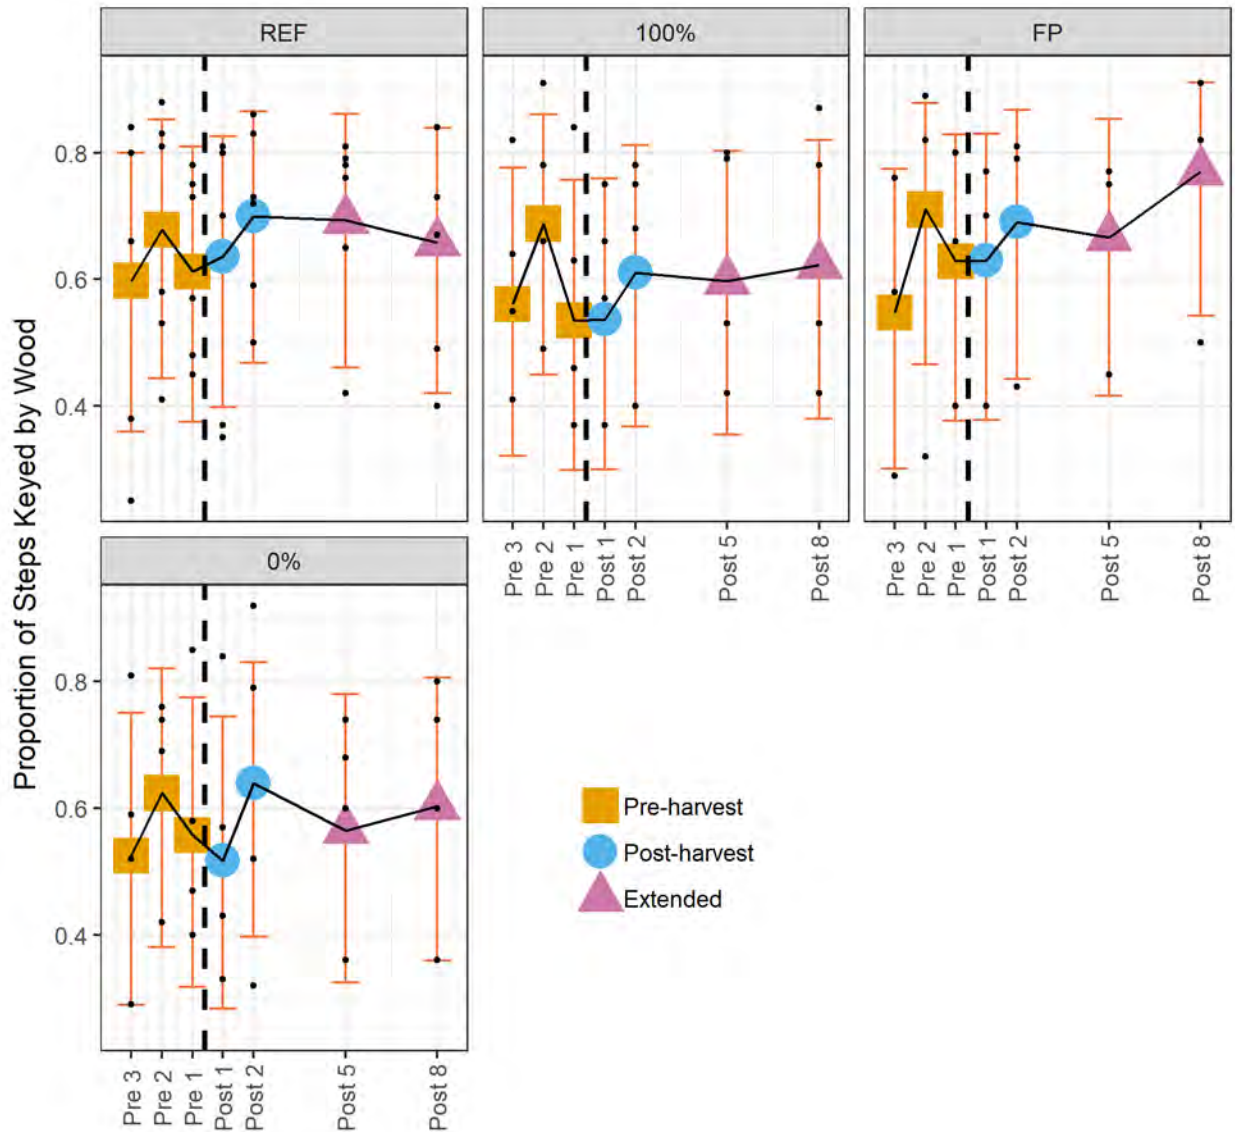 REF
100%
FP
Proportion of Steps Keyed by Wood
0.8
0.6
0.4
Pre 3
Pre 2
Pre 1
Post 1
Post 2
Post 5
Post 8
Pre 3
Pre 2
Pre 1
Post 1
Post 2
Post 5
Post 8
0%
0.8
0.6
0.4
Pre 3
Pre 2
Pre 1
Post 1
Post 2
Post 5
Post 8
Pre-harvest
Post-harvest
Extended